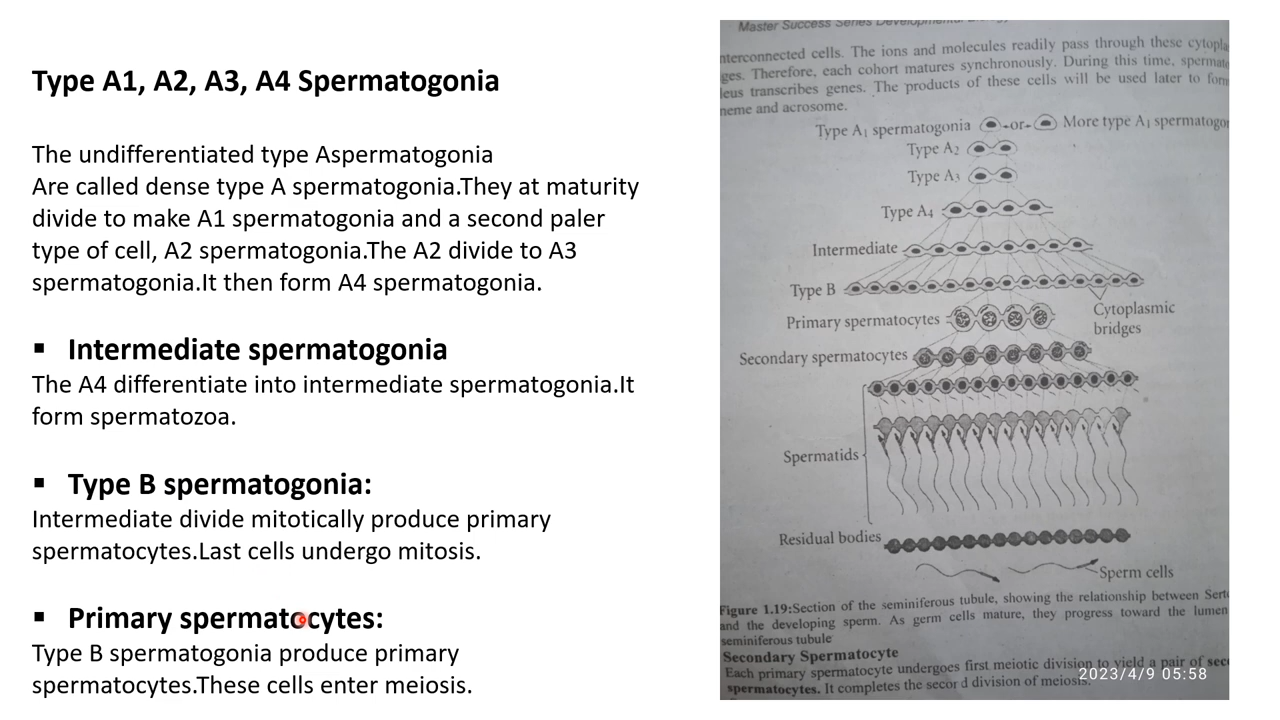 Type A1, A2, A3, A4 Spermatogonia
The undifferentiated type Aspermatogonia
Are called dense type A spermatogonia.They at maturity
divide to make A1 spermatogonia and a second paler
type of cell, A2 spermatogonia.The A2 divide to A3
spermatogonia.It then form A4 spermatogonia.
▪ Intermediate spermatogonia
The A4 differentiate into intermediate spermatogonia.It
form spermatozoa.
▪ Type B spermatogonia:
Intermediate divide mitotically produce primary
spermatocytes.Last cells undergo mitosis.
▪ Primary spermatocytes:
Type B spermatogonia produce primary
spermatocytes.These cells enter meiosis.
Master Success Series Developmental Biology
nterconnected cells. The ions and molecules readily pass through these cytopla
ges. Therefore, each cohort matures synchronously. During this time, spermat
leus transcribes genes. The products of these cells will be used later to form
neme and acrosome.
Type A1 spermatogonia -or- More type A1 spermatogon
Type A2
Type A3
Type A4
Intermediate
Type B
Cytoplasmic
bridges
Primary spermatocytes
Secondary spermatocytes
Spermatids
Residual bodies
Sperm cells
Figure 1.19:Section of the seminiferous tubule, showing the relationship between Serto
and the developing sperm. As germ cells mature, they progress toward the lumen
seminiferous tubule
Secondary Spermatocyte
Each primary spermatocyte undergoes first meiotic division to yield a pair of seco
spermatocytes. It completes the secor d division of meiosis.
2023/4/9 05:58